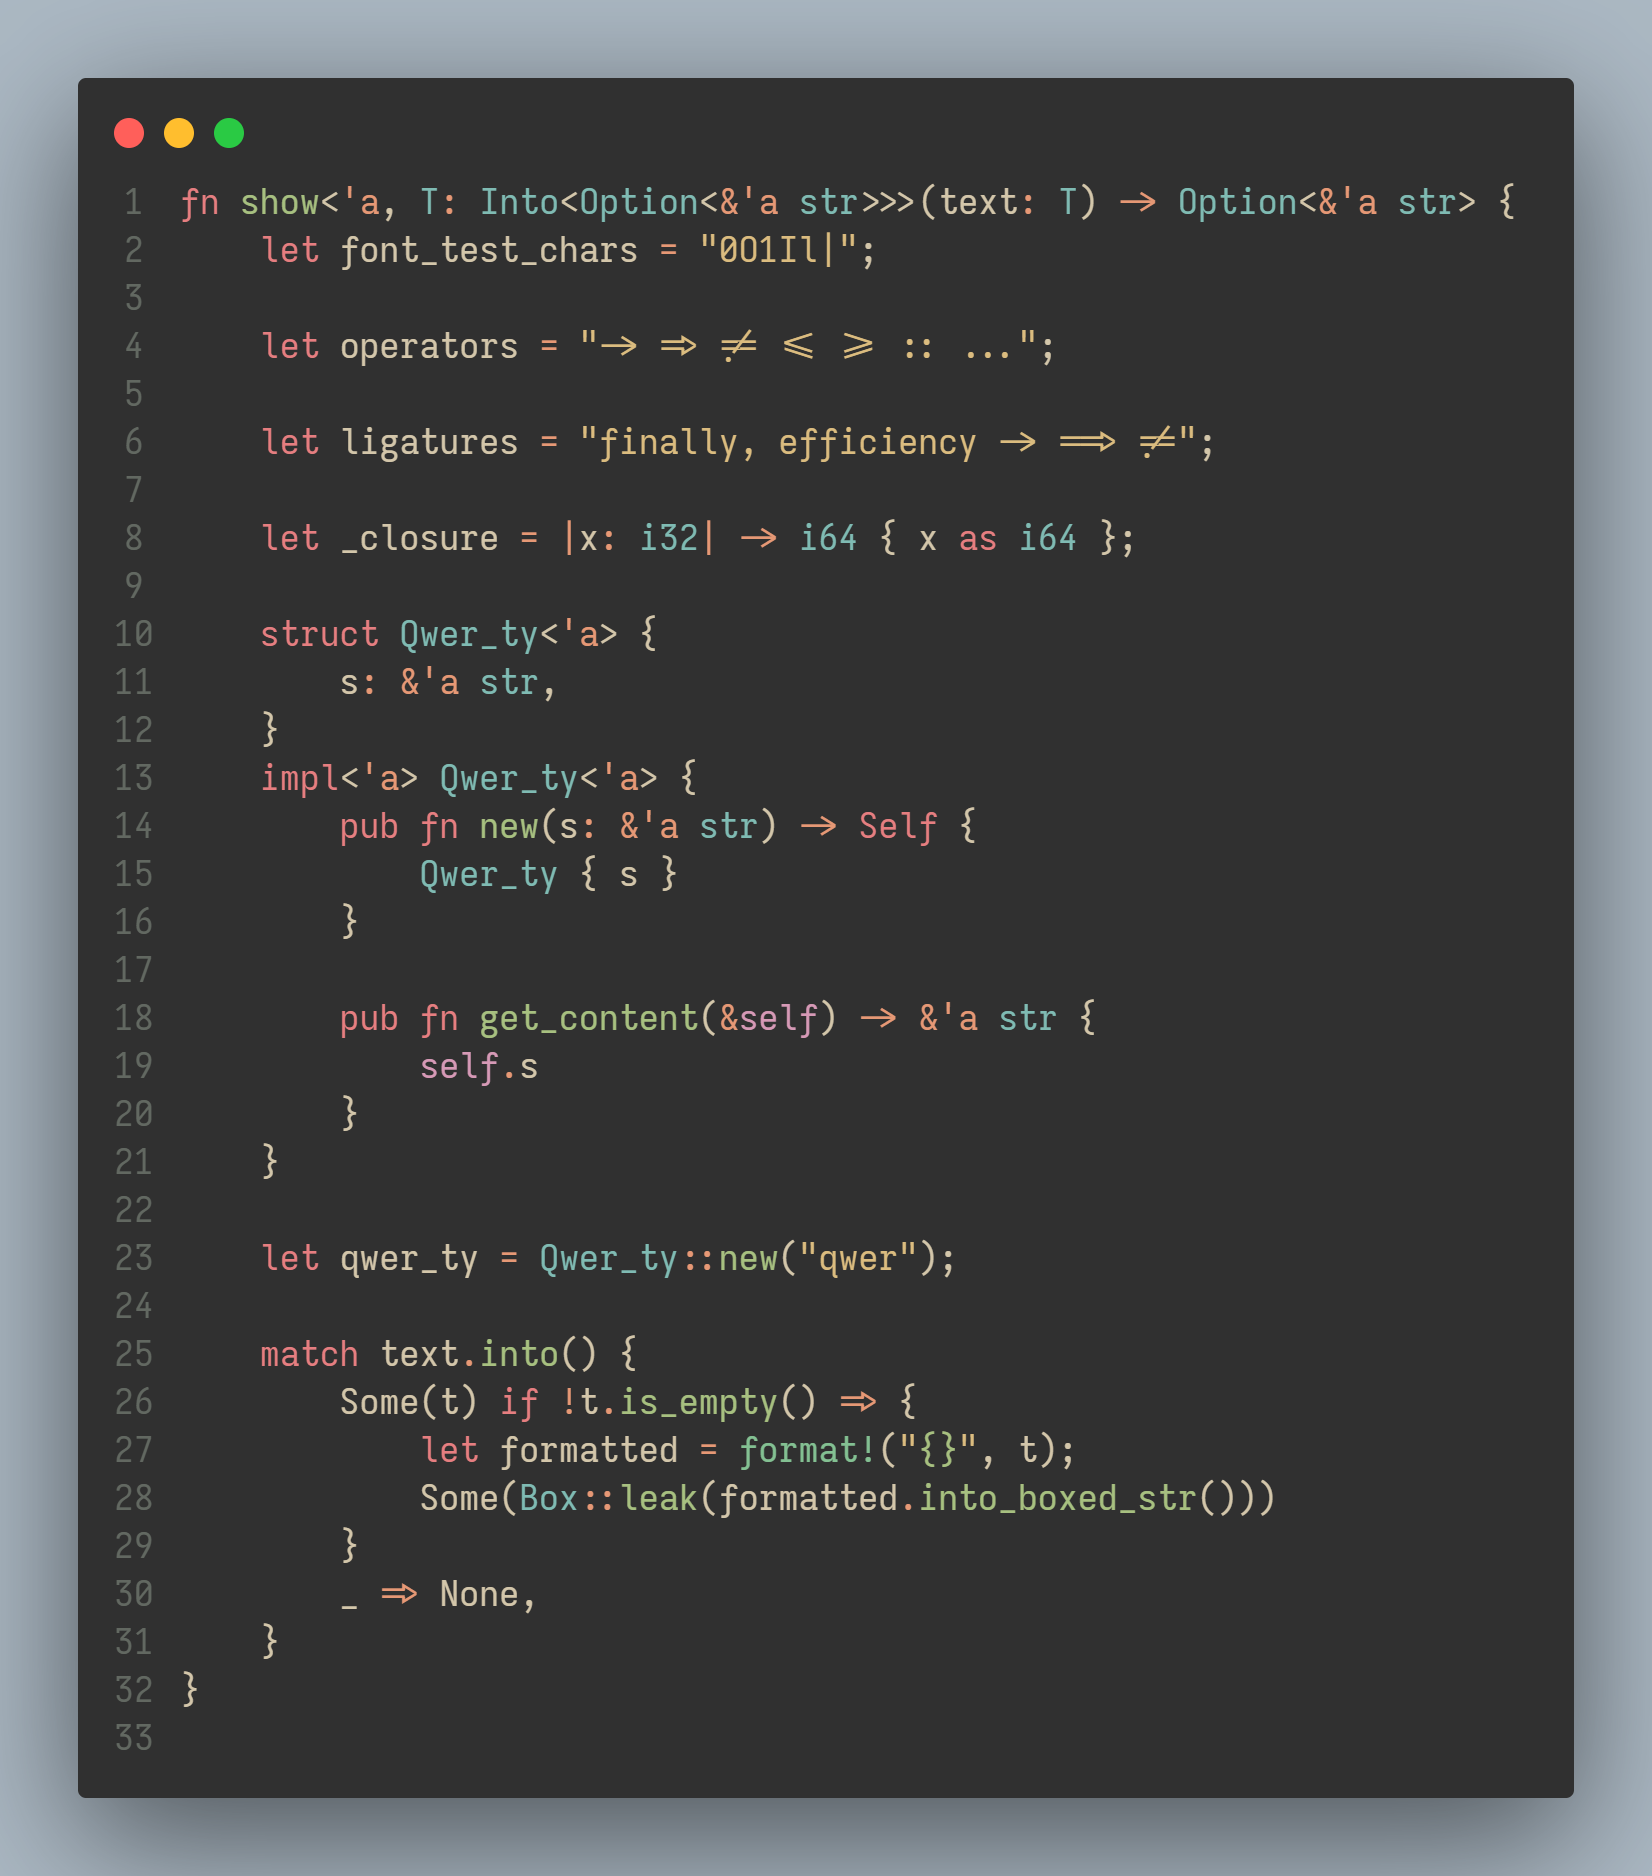 1 fn show<'a, T: Into<Option<&'a str>>>(text: T) -> Option<&'a str> {
2     let font_test_chars = "0O1Il|";
3
4     let operators = "-> => != <= >= :: ...";
5
6     let ligatures = "finally, efficiency -> ==> !=";
7
8     let _closure = |x: i32| -> i64 { x as i64 };
9
10     struct Qwer_ty<'a> {
11         s: &'a str,
12     }
13     impl<'a> Qwer_ty<'a> {
14         pub fn new(s: &'a str) -> Self {
15             Qwer_ty { s }
16         }
17
18         pub fn get_content(&self) -> &'a str {
19             self.s
20         }
21     }
22
23     let qwer_ty = Qwer_ty::new("qwer");
24
25     match text.into() {
26         Some(t) if !t.is_empty() => {
27             let formatted = format!("{}", t);
28             Some(Box::leak(formatted.into_boxed_str()))
29         }
30         _ => None,
31     }
32 }
33